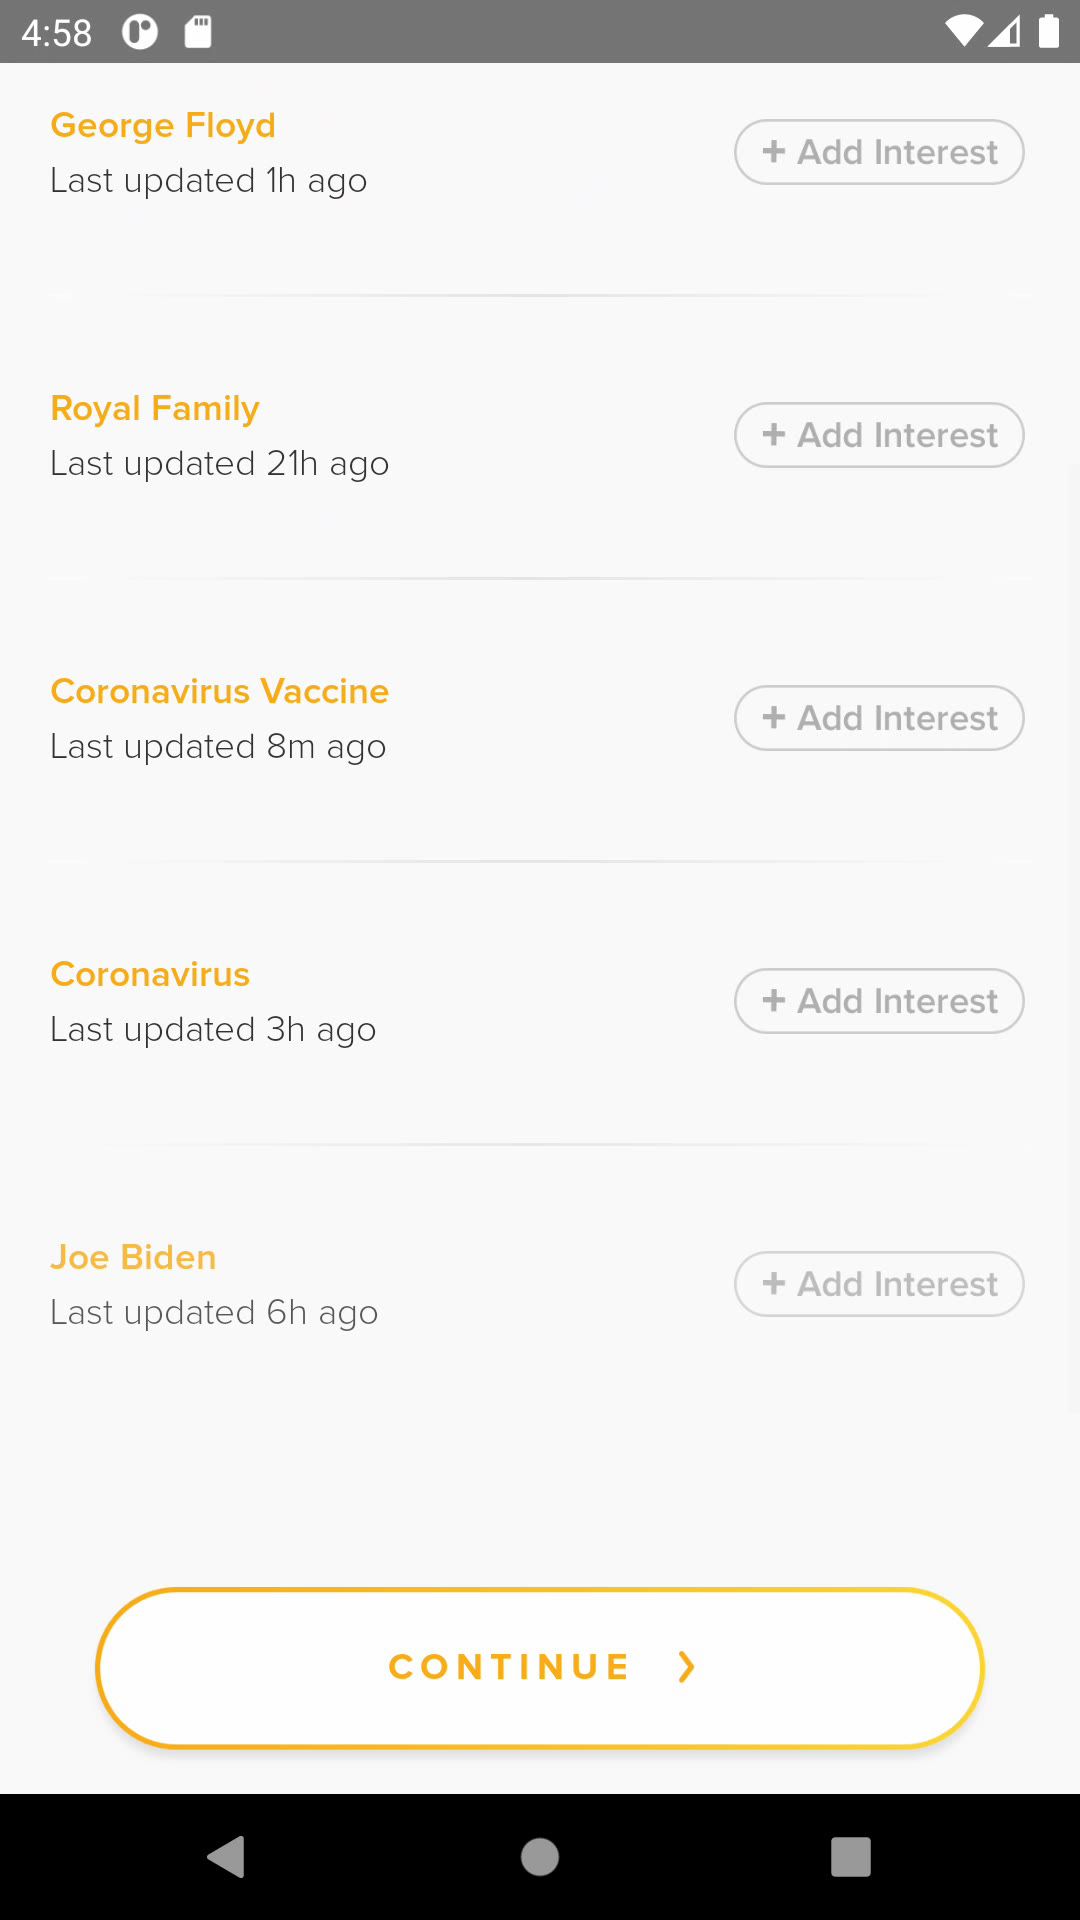 4:58
George Floyd
+ Add Interest
Last updated 1h ago
Royal Family
+ Add Interest
Last updated 21h ago
Coronavirus Vaccine
+ Add Interest
Last updated 8m ago
Coronavirus
+ Add Interest
Last updated 3h ago
Joe Biden
+ Add Interest
Last updated 6h ago
CONTINUE